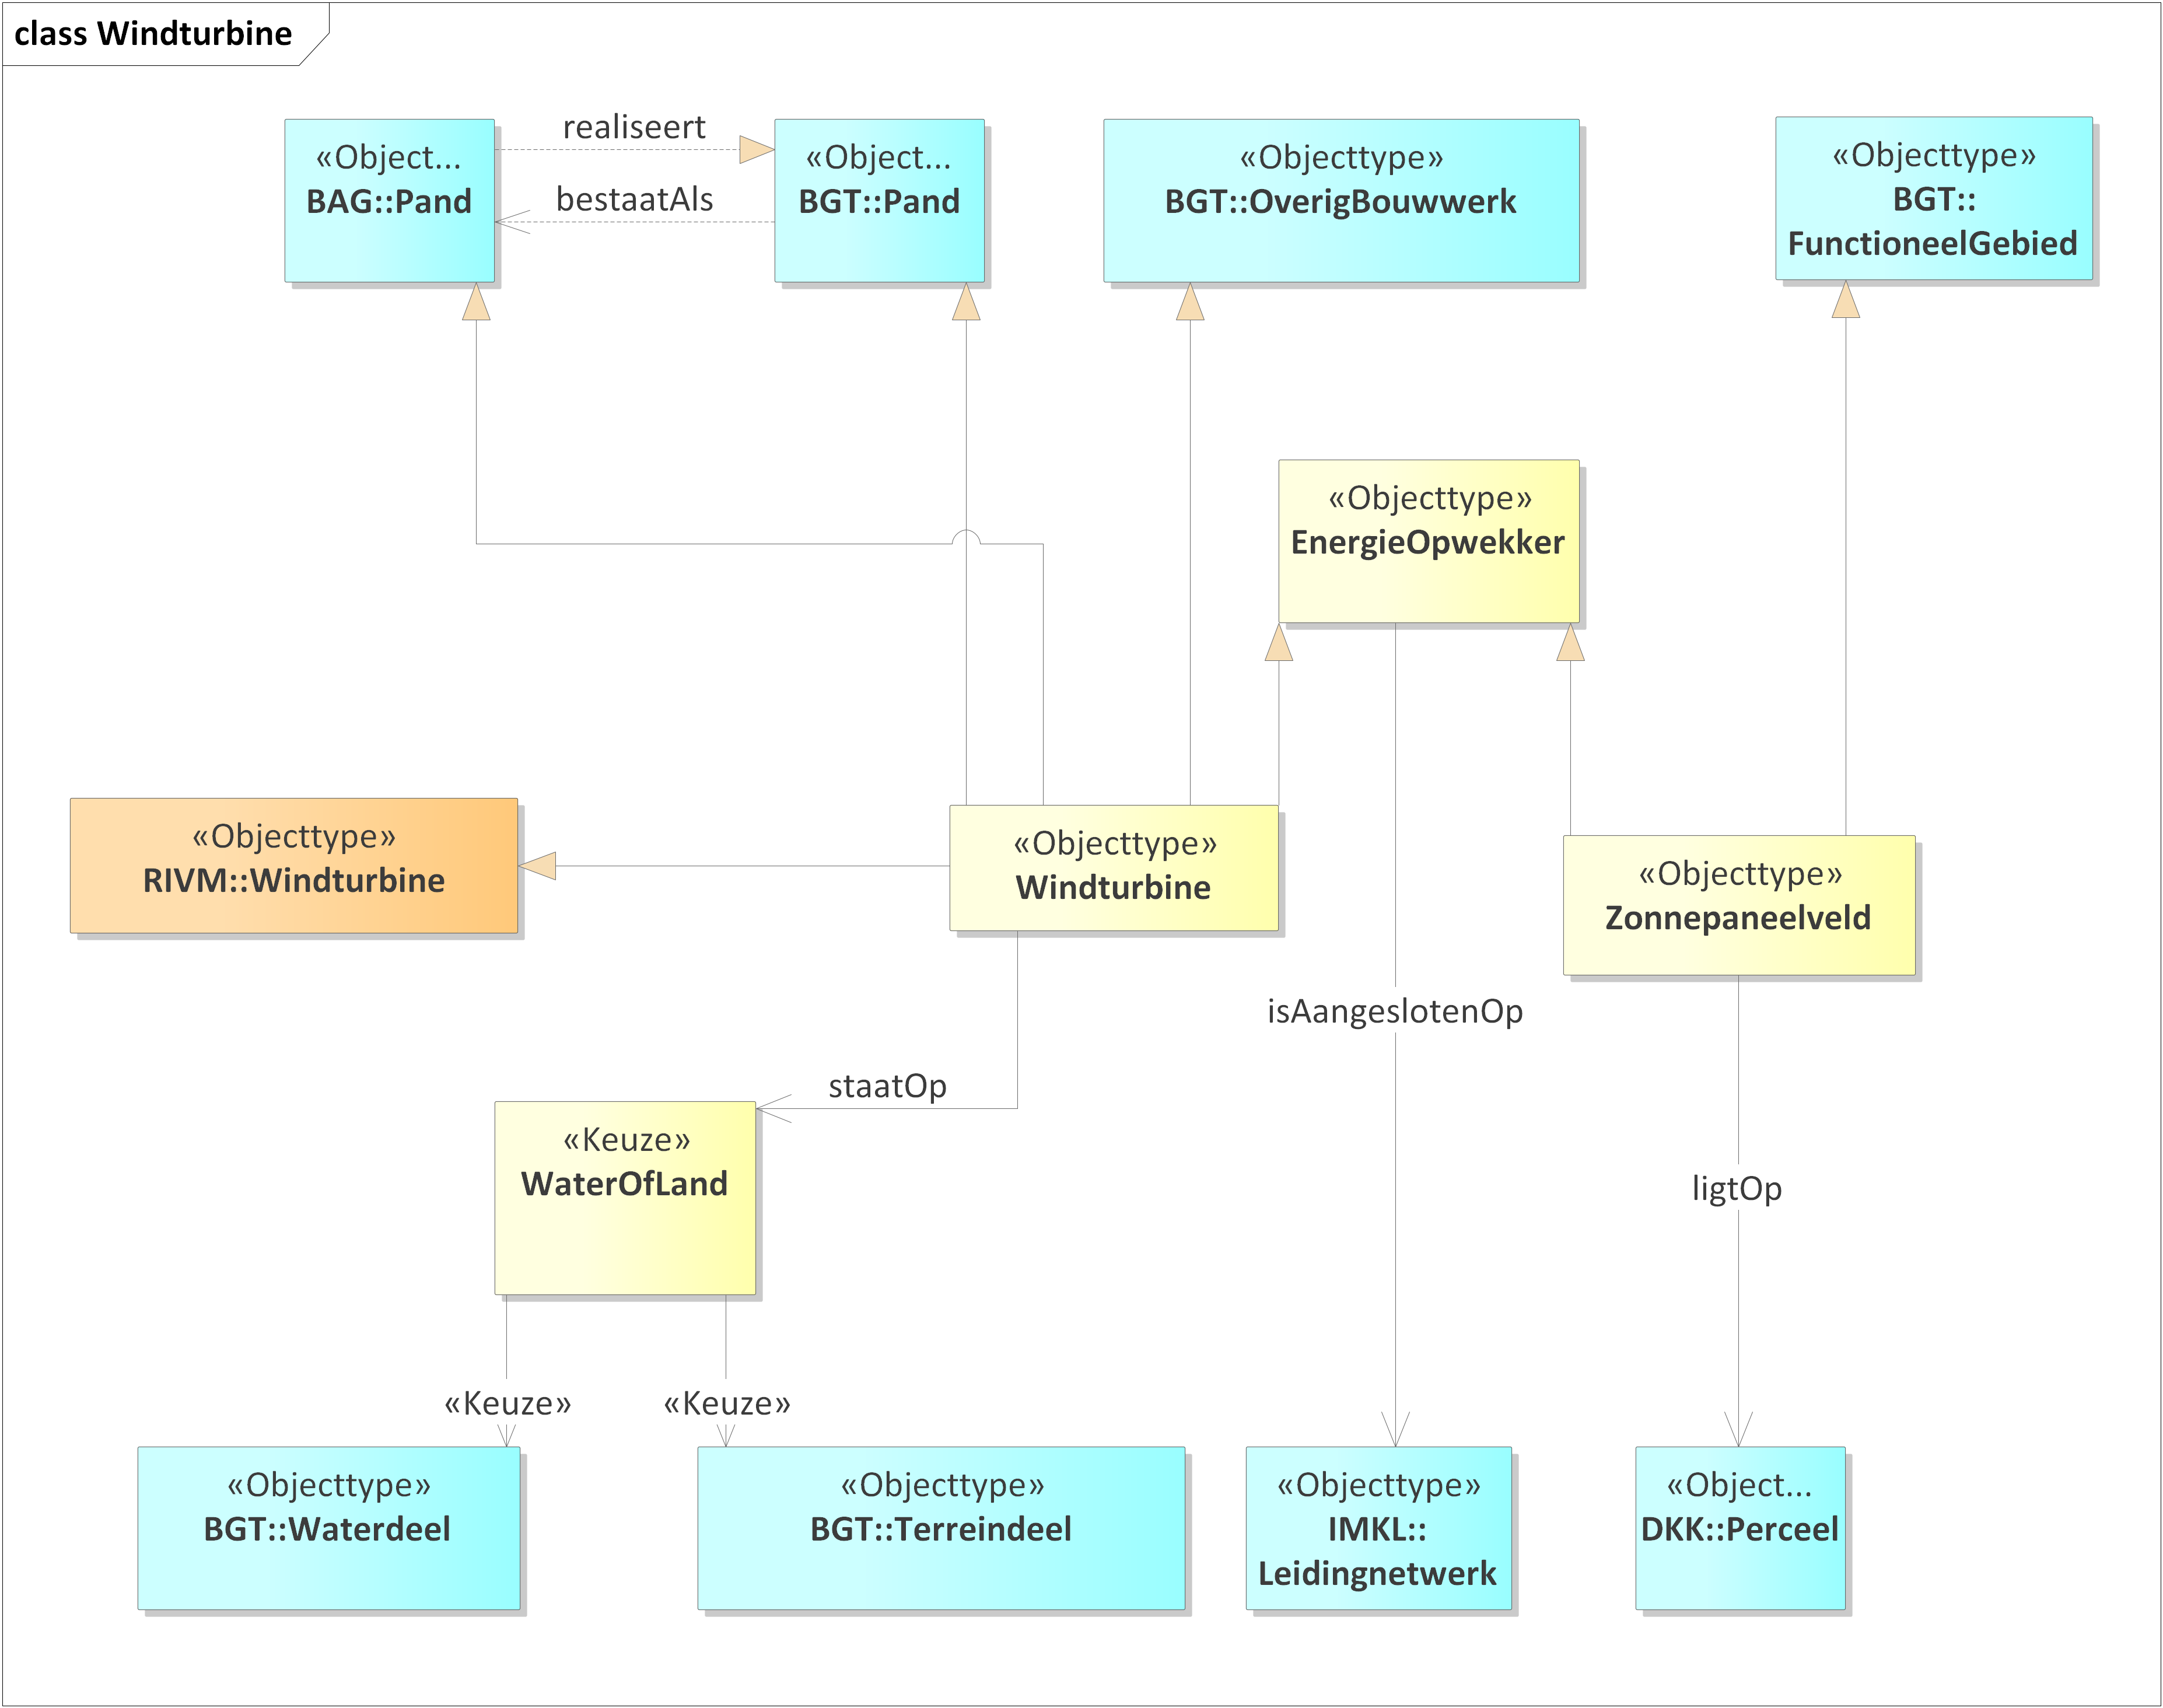 class Windturbine
realiseert
bestaatAls
«Object...
BAG::Pand
«Object...
BGT::Pand
«Objecttype»
BGT::OverigBouwwerk
«Objecttype»
BGT::
FunctioneelGebied
«Objecttype»
EnergieOpwekker
«Objecttype»
RIVM::Windturbine
«Objecttype»
Windturbine
«Objecttype»
Zonnepaneelveld
isAangeslotenOp
staatOp
«Keuze»
WaterOfLand
ligtOp
«Keuze»
«Keuze»
«Objecttype»
BGT::Waterdeel
«Objecttype»
BGT::Terreindeel
«Objecttype»
IMKL::
Leidingnetwerk
«Object...
DKK::Perceel